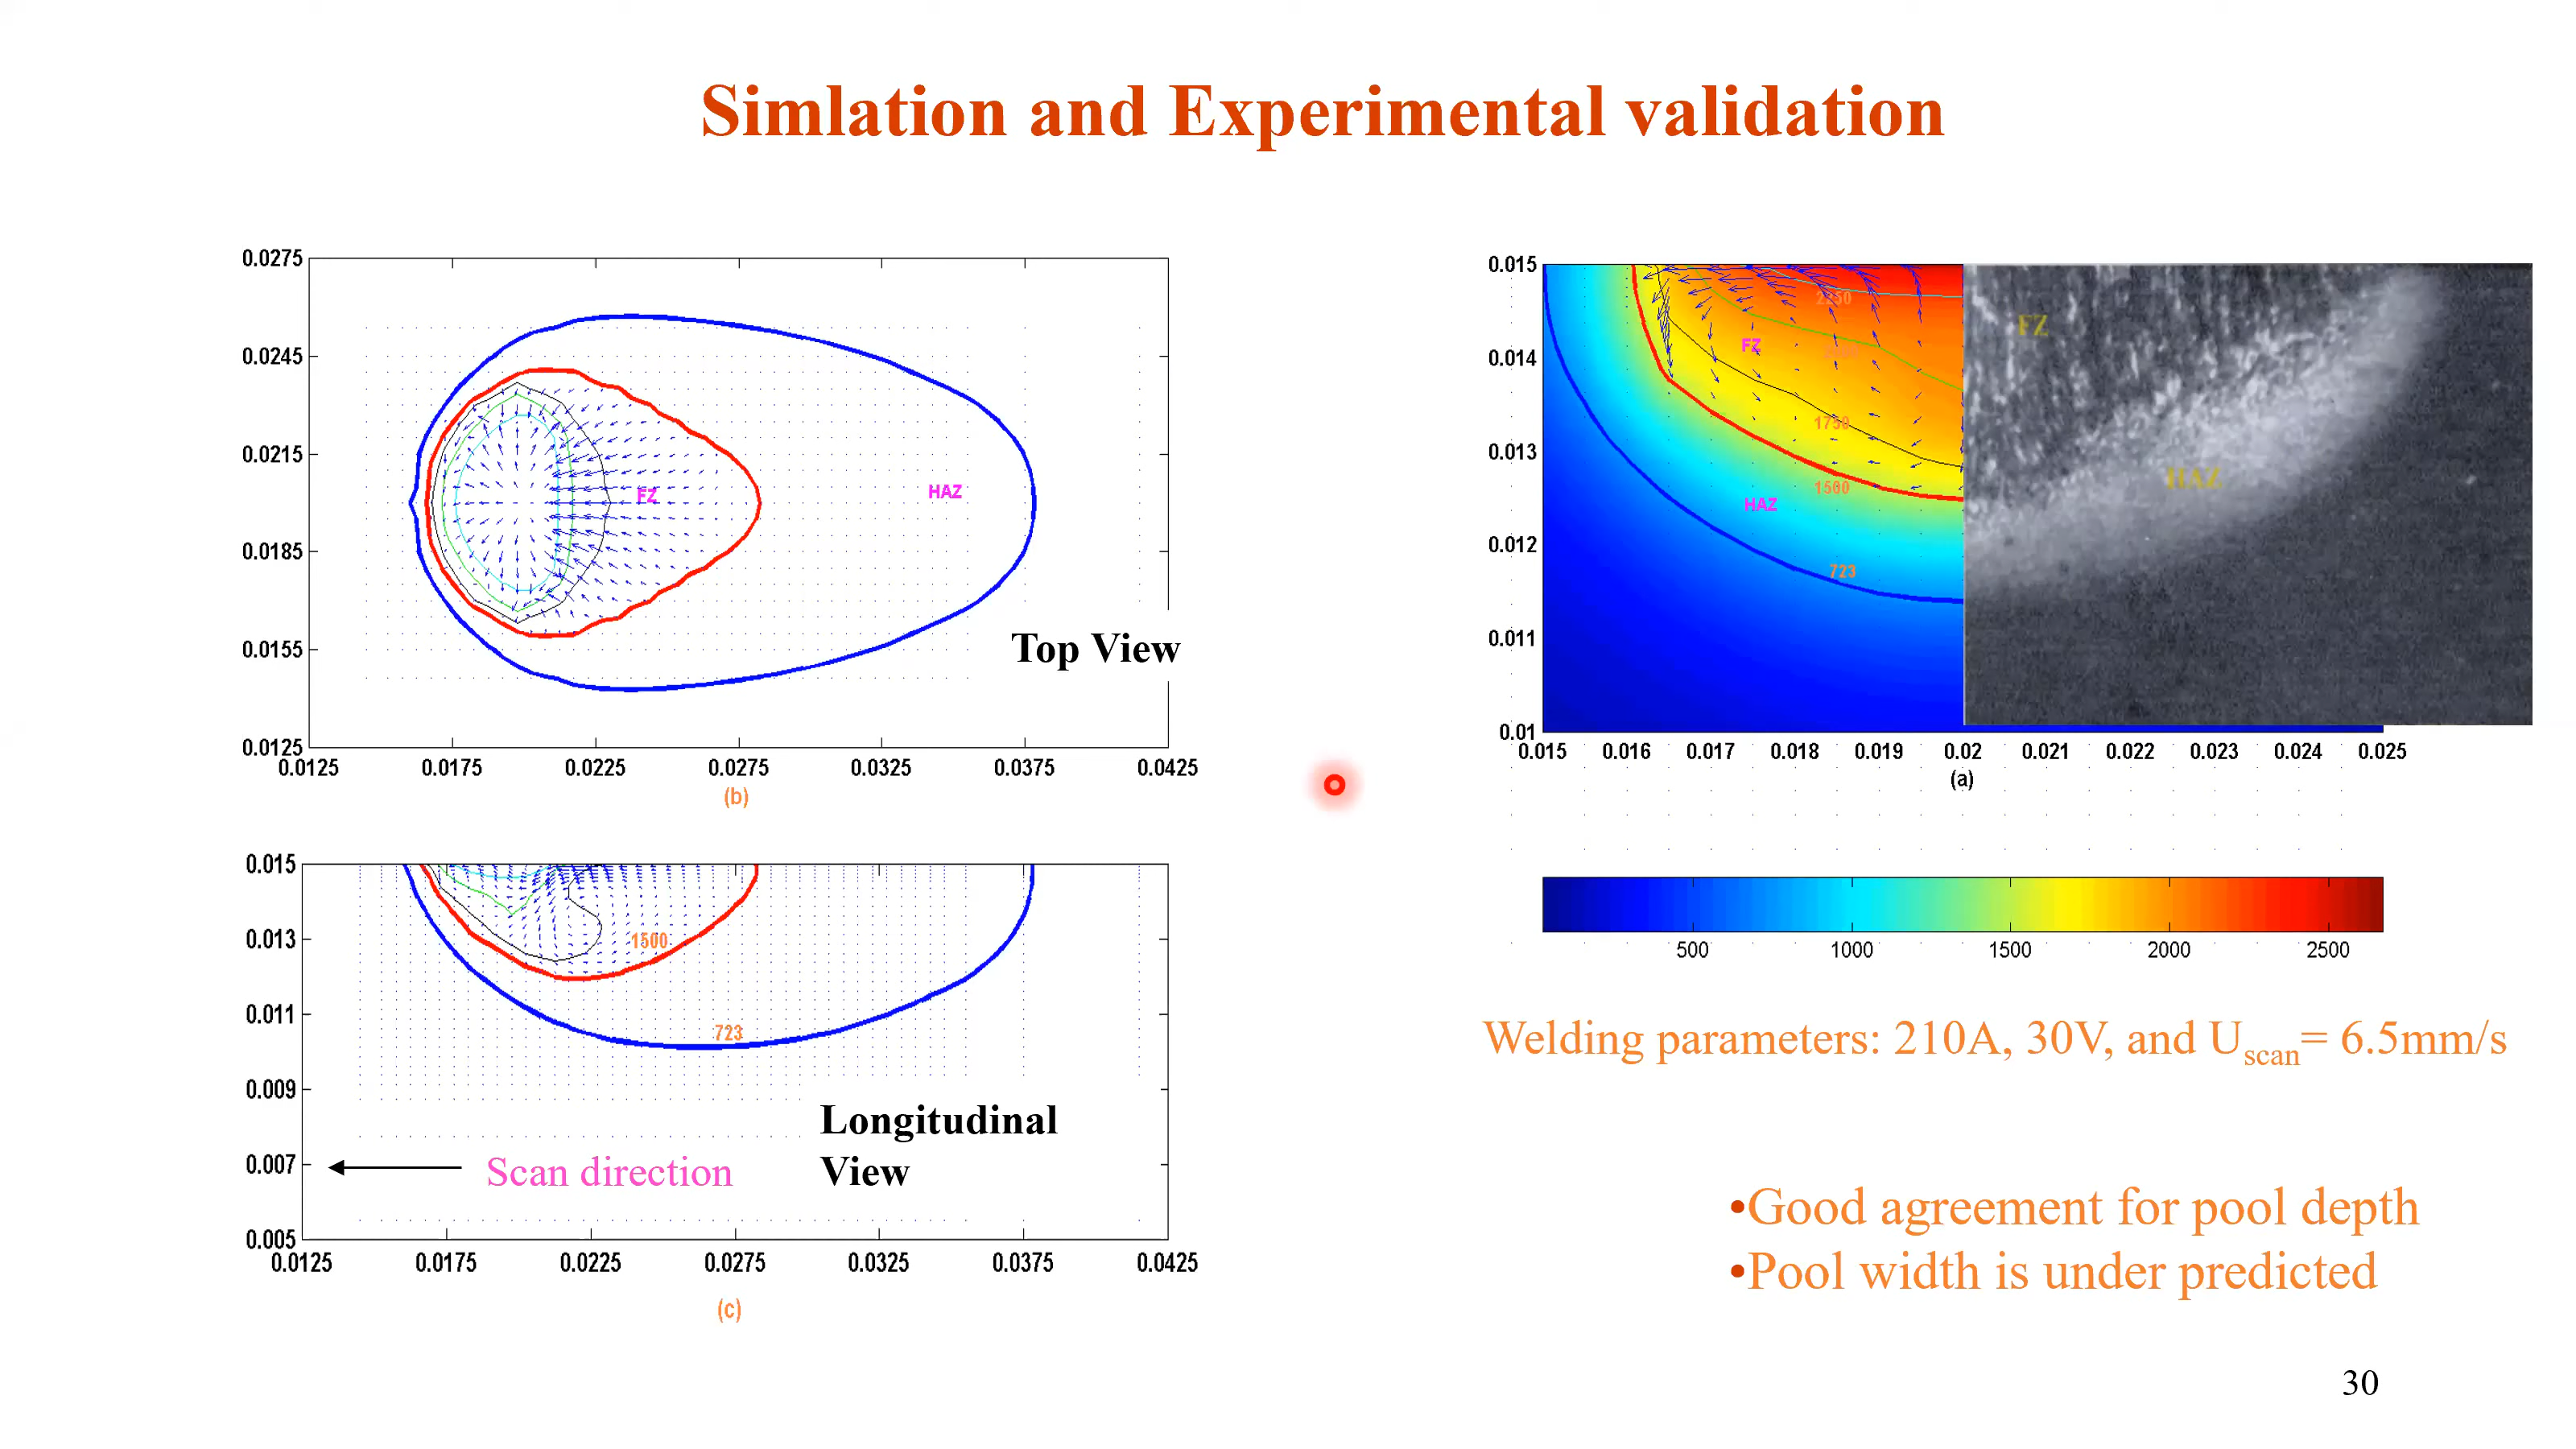 Simlation and Experimental validation
0.0275
0.0245
0.0215
0.0185
0.0155
0.0125
FZ
HAZ
Top View
0.0125 0.0175 0.0225 0.0275 0.0325 0.0375 0.0425
(b)
0.015
0.013
0.011
0.009
0.007
0.005
1500
723
Longitudinal
View
Scan direction
0.0125 0.0175 0.0225 0.0275 0.0325 0.0375 0.0425
(c)
0.015
0.014
0.013
0.012
0.011
0.01
2250
FZ
1750
1500
HAZ
723
FZ
HAZ
0.015 0.016 0.017 0.018 0.019 0.02 0.021 0.022 0.023 0.024 0.025
(a)
500 1000 1500 2000 2500
Welding parameters: 210A, 30V, and Uscan= 6.5mm/s
•Good agreement for pool depth
•Pool width is under predicted
30